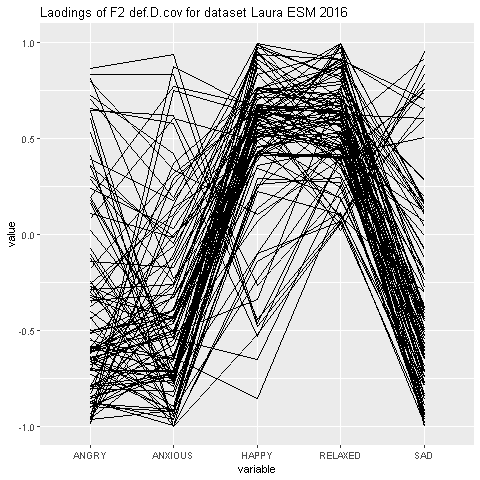 Laodings of F2 def.D.cov for dataset Laura ESM 2016
1.0
0.5
value
0.0
-0.5
-1.0
ANGRY ANXIOUS HAPPY RELAXED SAD
variable